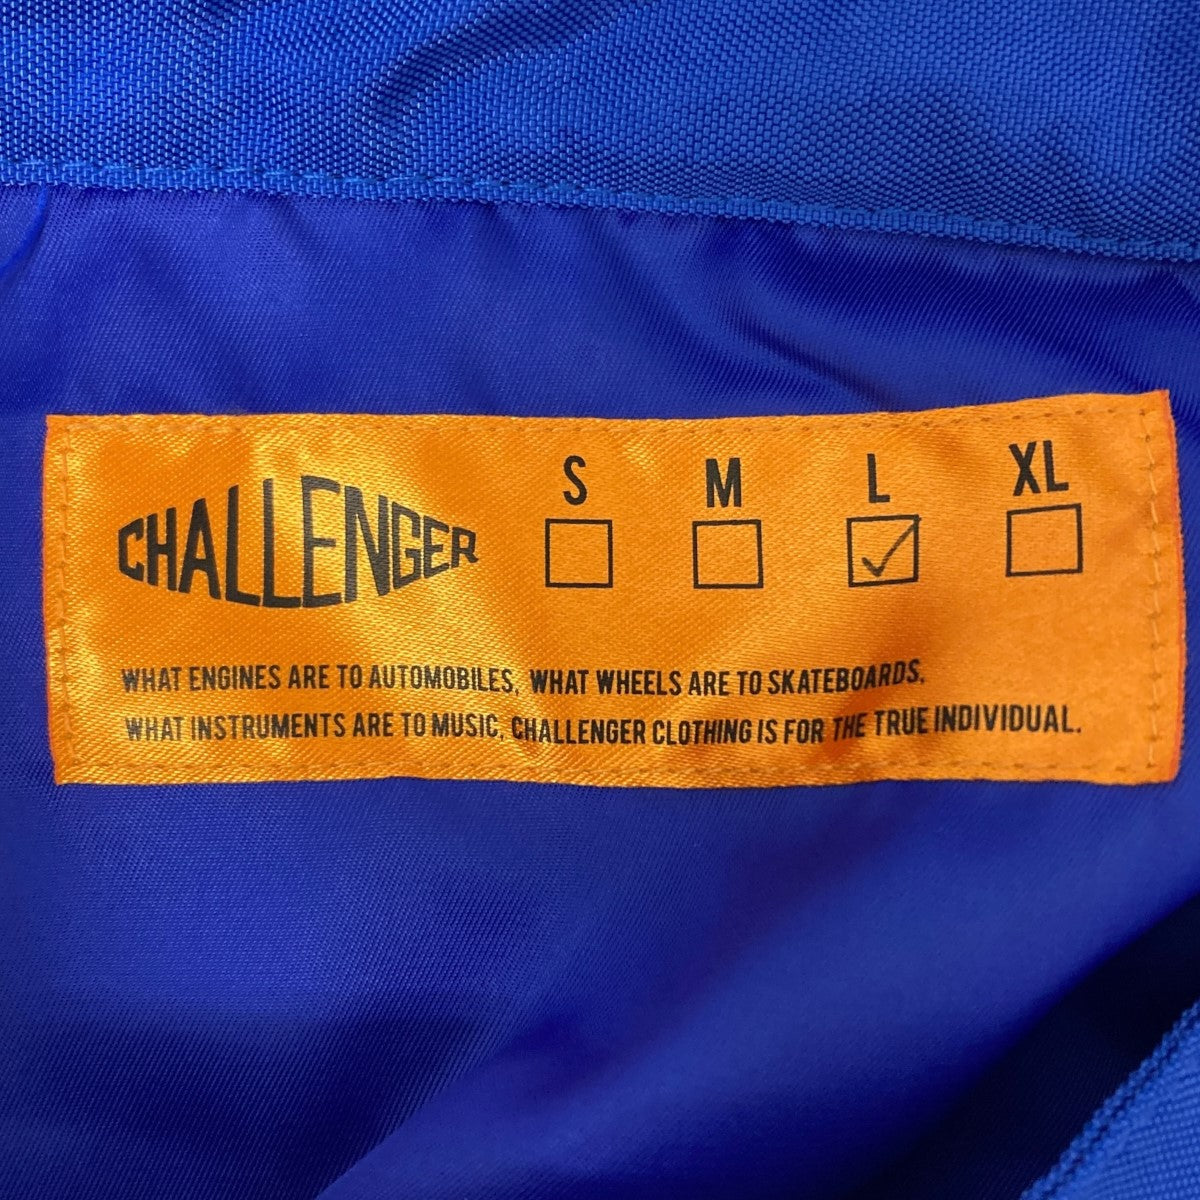 CHALLENGER
S M L XL
WHAT ENGINES ARE TO AUTOMOBILES, WHAT WHEELS ARE TO SKATEBOARDS,
WHAT INSTRUMENTS ARE TO MUSIC, CHALLENGER CLOTHING IS FOR THE TRUE INDIVIDUAL.